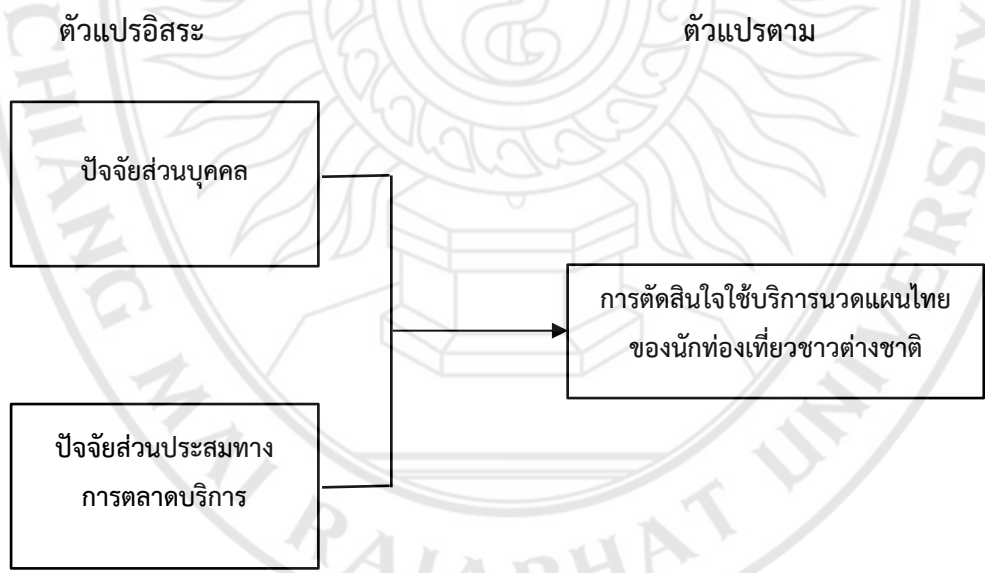 ตัวแปรอิสระ
ตัวแปรตาม
ปัจจัยส่วนบุคคล
การตัดสินใจใช้บริการนวดแผนไทย
ของนักท่องเที่ยวชาวต่างชาติ
ปัจจัยส่วนประสมทาง
การตลาดบริการ
CHIANG MAI RAJABHAT UNIVERSITY